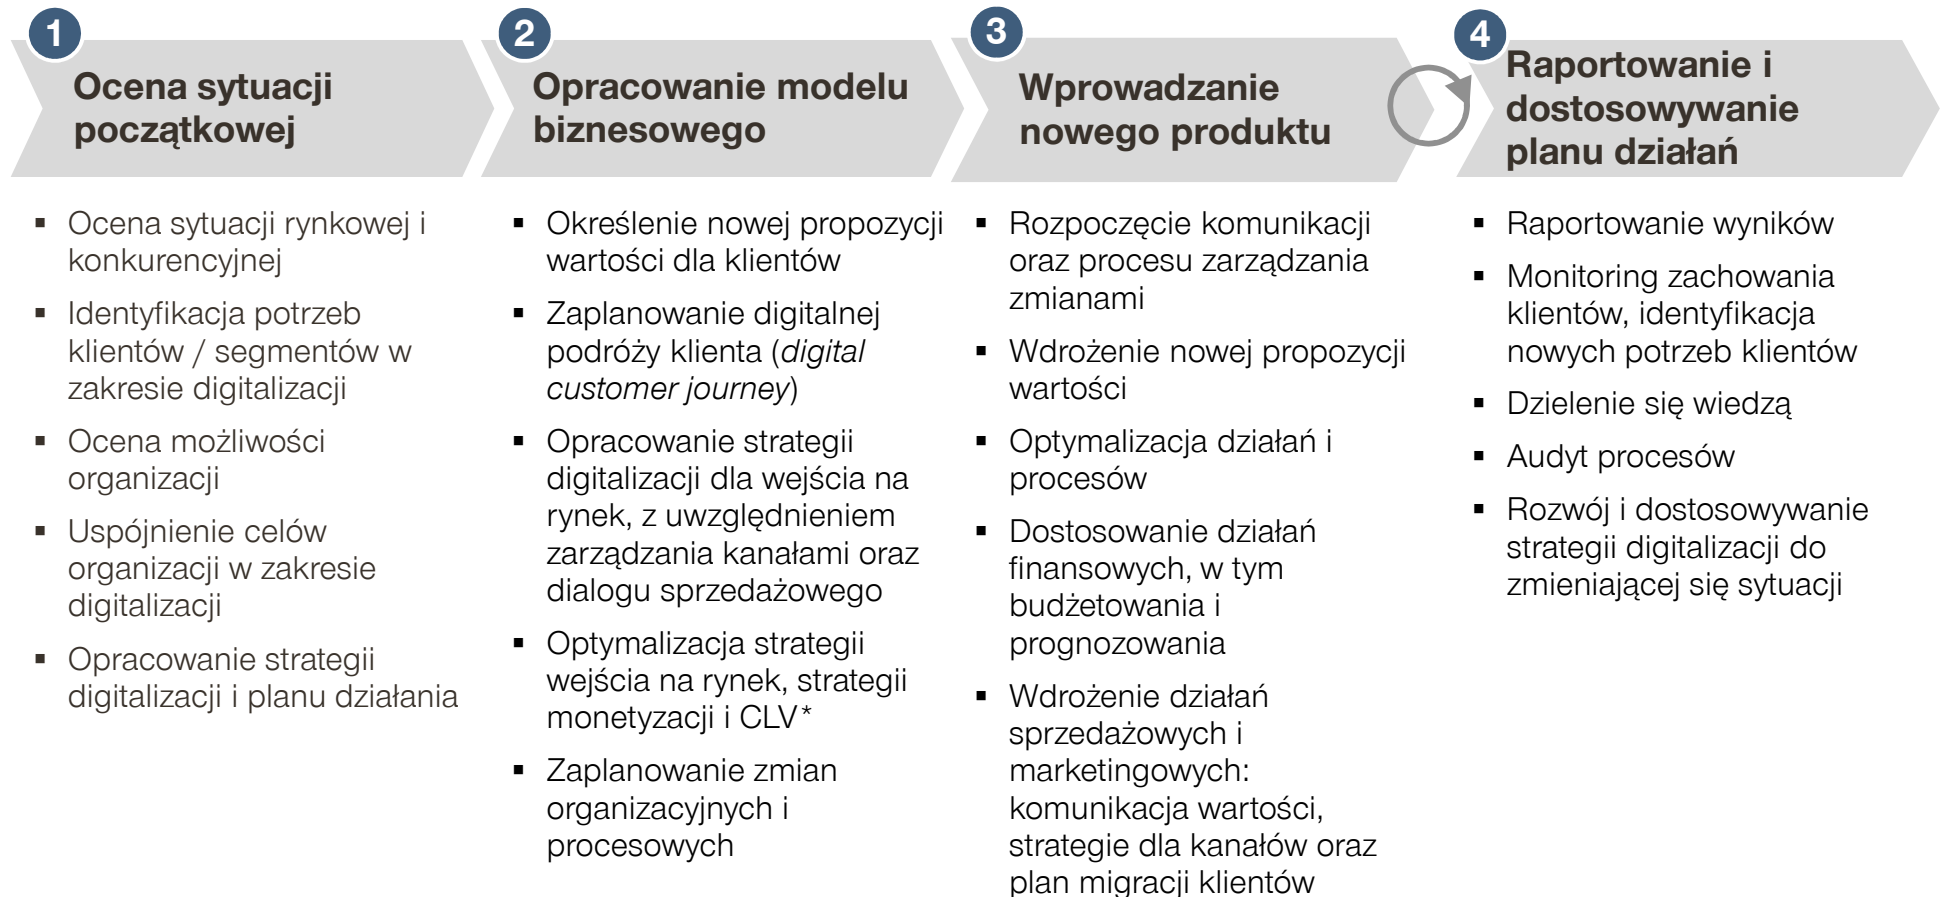 1
Ocena sytuacji
początkowej
▪ Ocena sytuacji rynkowej i
konkurencyjnej
▪ Identyfikacja potrzeb
klientów / segmentów w
zakresie digitalizacji
▪ Ocena możliwości
organizacji
▪ Uspójnienie celów
organizacji w zakresie
digitalizacji
▪ Opracowanie strategii
digitalizacji i planu działania
2
Opracowanie modelu
biznesowego
▪ Określenie nowej propozycji
wartości dla klientów
▪ Zaplanowanie digitalnej
podróży klienta (digital
customer journey)
▪ Opracowanie strategii
digitalizacji dla wejścia na
rynek, z uwzględnieniem
zarządzania kanałami oraz
dialogu sprzedażowego
▪ Optymalizacja strategii
wejścia na rynek, strategii
monetyzacji i CLV*
▪ Zaplanowanie zmian
organizacyjnych i
procesowych
3
Wprowadzanie
nowego produktu
▪ Rozpoczęcie komunikacji
oraz procesu zarządzania
zmianami
▪ Wdrożenie nowej propozycji
wartości
▪ Optymalizacja działań i
procesów
▪ Dostosowanie działań
finansowych, w tym
budżetowania i
prognozowania
▪ Wdrożenie działań
sprzedażowych i
marketingowych:
komunikacja wartości,
strategie dla kanałów oraz
plan migracji klientów
4
Raportowanie i
dostosowywanie
planu działań
▪ Raportowanie wyników
▪ Monitoring zachowania
klientów, identyfikacja
nowych potrzeb klientów
▪ Dzielenie się wiedzą
▪ Audyt procesów
▪ Rozwój i dostosowywanie
strategii digitalizacji do
zmieniającej się sytuacji